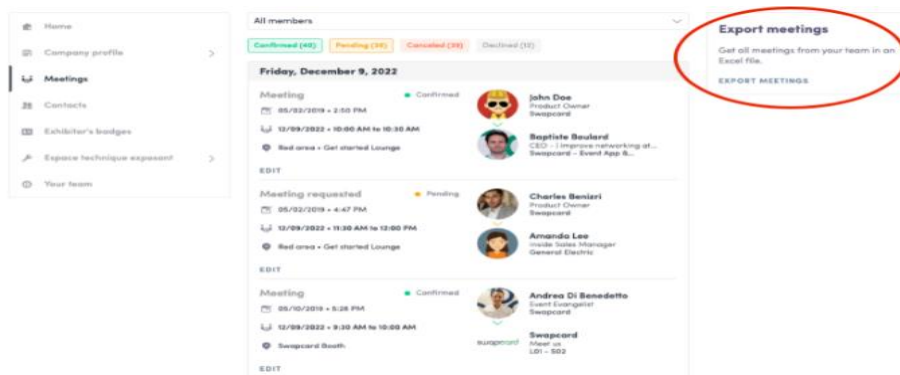 Home
Company profile
Meetings
Contacts
Exhibitor's badges
Espace technique exposant
Your team
All members
Confirmed (40)
Pending
Canceled
Declined
Friday, December 9, 2022
Meeting
Confirmed
05/02/2019 • 2:50 PM
12/09/2022 • 10:00 AM to 10:30 AM
Red area • Get started Lounge
John Doe
Product Owner
Swapcard
Baptiste Boulard
CEO - I improve networking at...
Swapcard - Event App &...
EDIT
Meeting requested
Pending
05/02/2019 • 4:47 PM
12/09/2022 • 11:30 AM to 12:00 PM
Red area • Get started Lounge
Charles Benizri
Product Owner
Swapcard
Amanda Lee
Inside Sales Manager
General Electric
EDIT
Meeting
Confirmed
05/10/2019 • 5:28 PM
12/09/2022 • 9:30 AM to 10:00 AM
Swapcard Booth
Andrea Di Benedetto
Event Evangelist
Swapcard
swapcard
Swapcard
Meet us
L01 - S02
EDIT
Export meetings
Get all meetings from your team in an
Excel file.
EXPORT MEETINGS